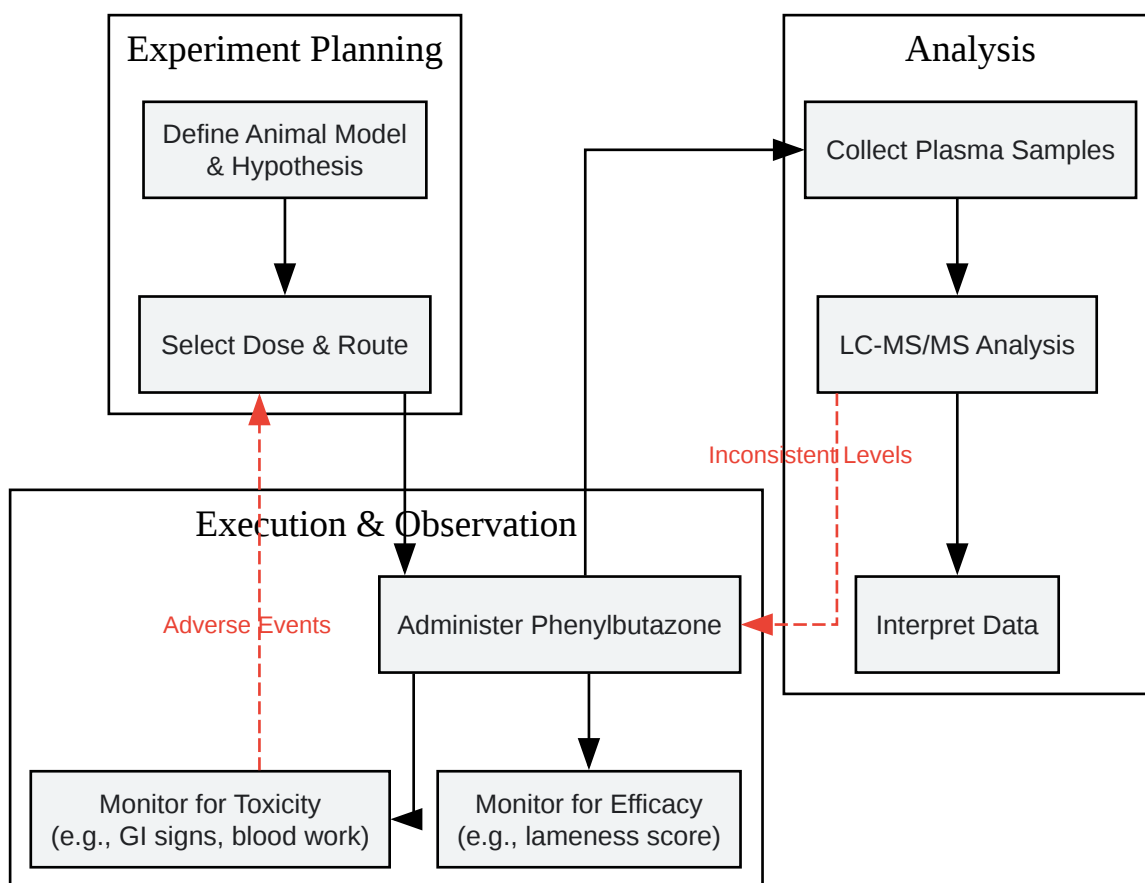 Experiment Planning
Define Animal Model
& Hypothesis
Select Dose & Route
Analysis
Collect Plasma Samples
LC-MS/MS Analysis
Inconsistent Levels
Interpret Data
Execution & Observation
Adverse Events
Administer Phenylbutazone
Monitor for Toxicity
(e.g., GI signs, blood work)
Monitor for Efficacy
(e.g., lameness score)